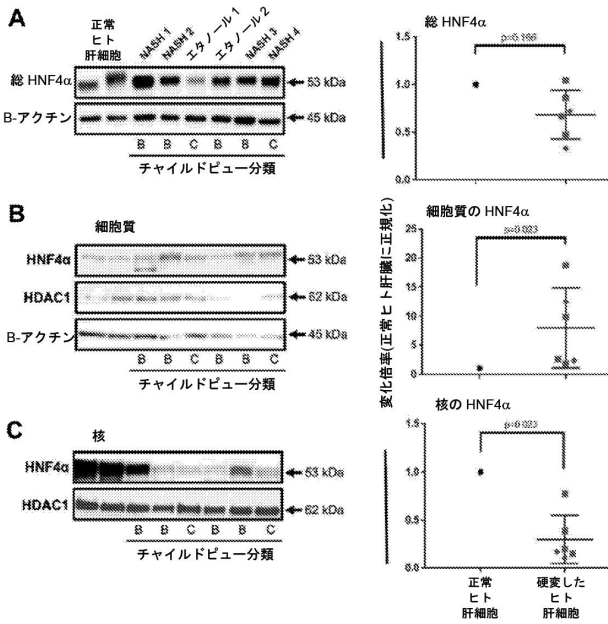 A
正常
ヒト
肝細胞
NASH 1
NASH 2
エタノール 1
エタノール 2
NASH 3
NASH 4
総 HNF4α
53 kDa
B-アクチン
45 kDa
B B C B B C
チャイルドピュー分類
総 HNF4α
p=0.166
1.5
1.0
0.5
0.0
B
細胞質
HNF4α
53 kDa
HDAC1
62 kDa
B-アクチン
45 kDa
B B C B B C
チャイルドピュー分類
変化倍率(正常ヒト肝臓に正規化)
細胞質の HNF4α
p=0.023
25
20
15
10
5
0
C
核
HNF4α
53 kDa
HDAC1
62 kDa
B B C B B C
チャイルドピュー分類
核の HNF4α
p=0.023
1.5
1.0
0.5
0.0
正常
ヒト
肝細胞
硬変した
ヒト
肝細胞